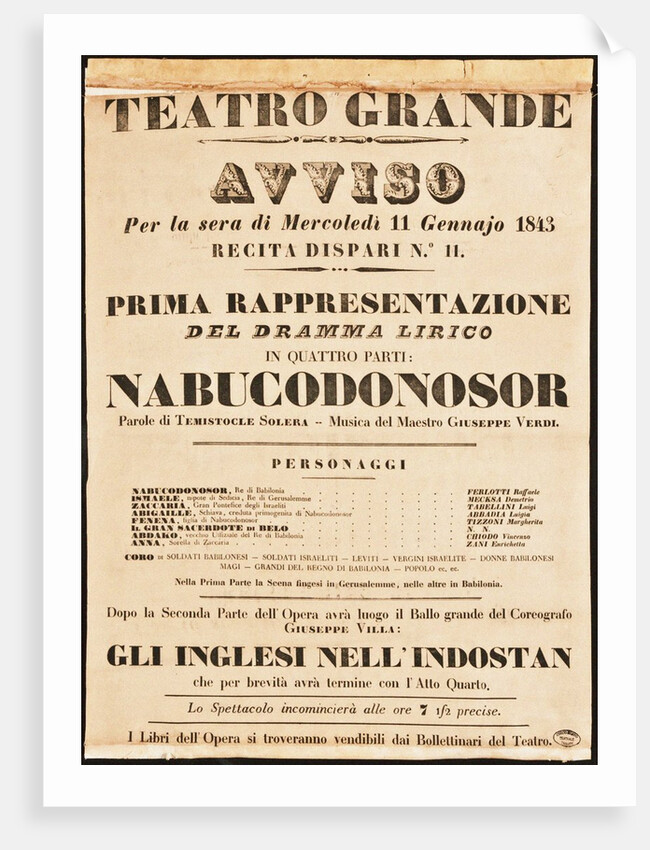 TEATRO GRANDE
AVVISO
Per la sera di Mercoledì 11 Gennajo 1843
RECITA DISPARI N.º 11.
PRIMA RAPPRESENTAZIONE
DEL DRAMMA LIRICO
IN QUATTRO PARTI:
NABUCODONOSOR
Parole di TEMISTOCLE SOLERA -- Musica del Maestro GIUSEPPE VERDI.
PERSONAGGI
NABUCODONOSOR, Re di Babilonia . . . . . . . . . FERLOTTI Raffaele
ISMAELE, nipote di Sedecia, Re di Gerusalemme . . . . . . . . MECKSA Demetrio
ZACCARIA, Gran Pontefice degli Israeliti . . . . . . . . . TABELLINI Luigi
ABIGAILE, Schiava, creduta primogenita di Nabucodonosor . . . . . . ABBADIA Luigia
FENENA, figlia di Nabucodonosor . . . . . . . . . . TIZZONI Margherita
IL GRAN SACERDOTE DI BELO . . . . . . . . . N. N.
ABDAKO, vecchio Uffiziale del Re di Babilonia . . . . . . . . CHIODO Vincenzo
ANNA, Sorella di Zaccaria . . . . . . . . . . . ZANI Enrichetta
CORO DI SOLDATI BABILONESI — SOLDATI ISRAELITI — LEVITI — VERGINI ISRAELITE — DONNE BABILONESI
MAGI — GRANDI DEL REGNO DI BABILONIA — POPOLO ec. ec.
Nella Prima Parte la Scena fingesi in Gerusalemme, nelle altre in Babilonia.
Dopo la Seconda Parte dell'Opera avrà luogo il Ballo grande del Coreografo
GIUSEPPE VILLA:
GLI INGLESI NELL'INDOSTAN
che per brevità avrà termine con l'Atto Quarto.
Lo Spettacolo incomincierà alle ore 7 1/2 precise.
I Libri dell'Opera si troveranno vendibili dai Bollettinari del Teatro.